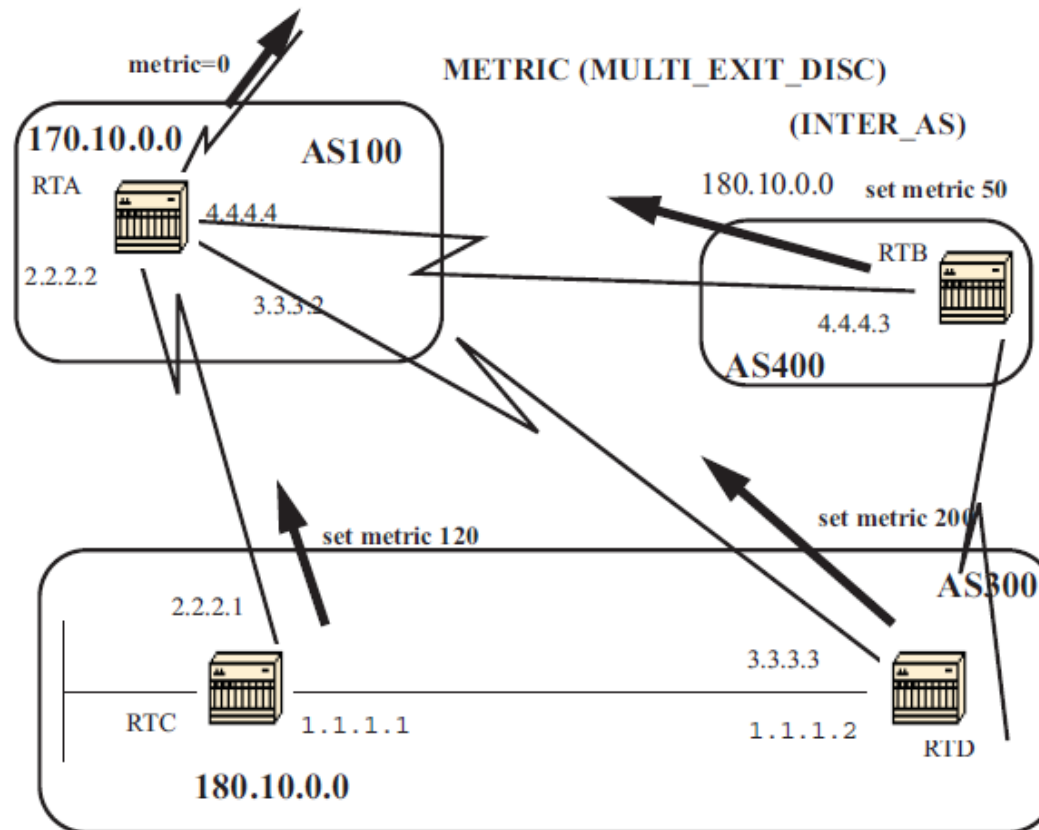 metric=0
METRIC (MULTI_EXIT_DISC)
(INTER_AS)
170.10.0.0
AS100
RTA
180.10.0.0
set metric 50
4.4.4.4
RTB
2.2.2.2
3.3.3.2
4.4.4.3
AS400
set metric 120
set metric 200
AS300
2.2.2.1
3.3.3.3
RTC
1.1.1.1
1.1.1.2
RTD
180.10.0.0